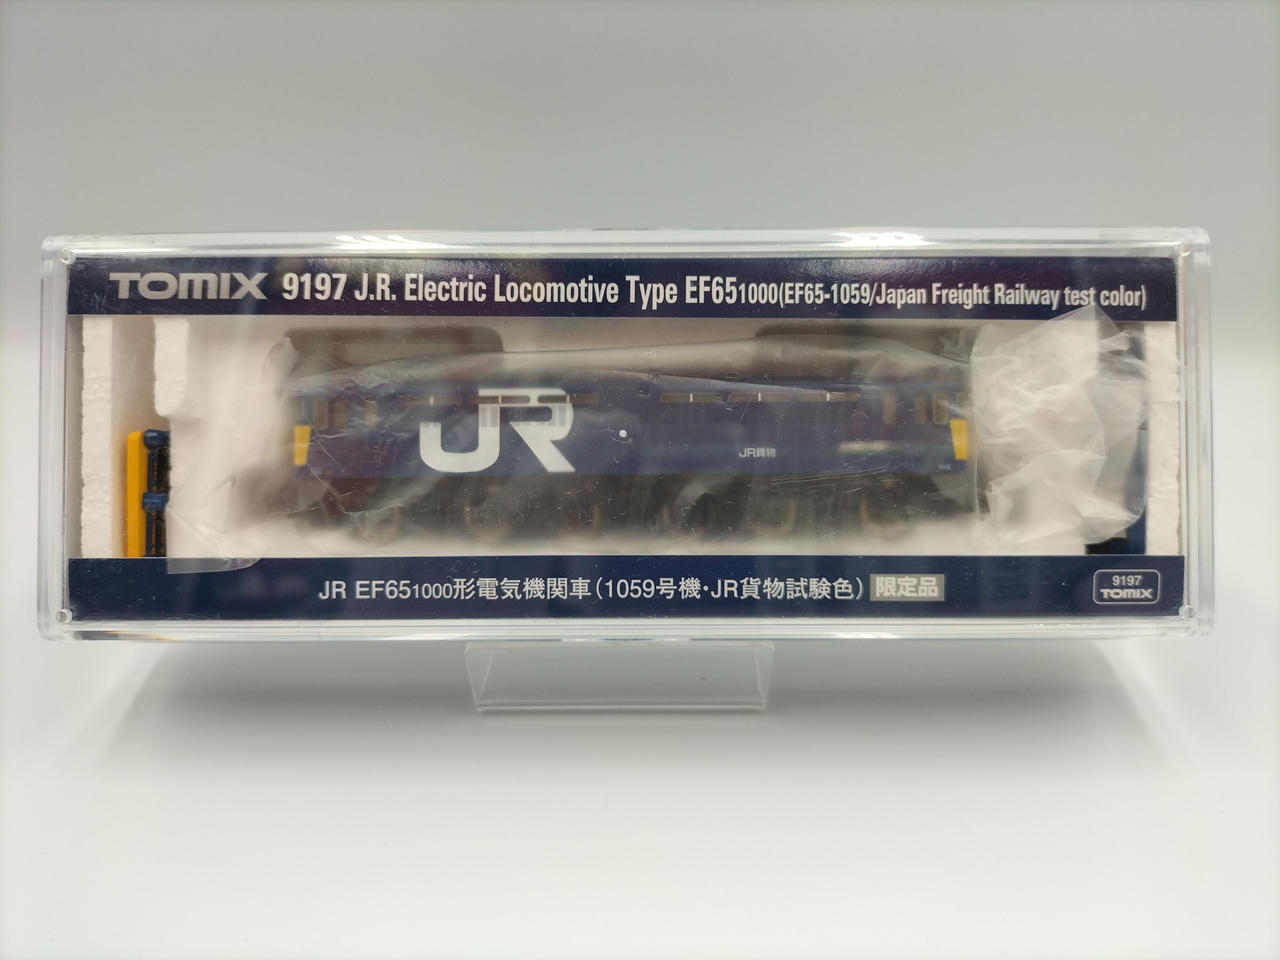 TOMIX 9197 J.R. Electric Locomotive Type EF651000(EF65-1059/Japan Freight Railway test color)
JR
JR貨物
JR EF651000形電気機関車(1059号機・JR貨物試験色) 限定品
9197
TOMIX